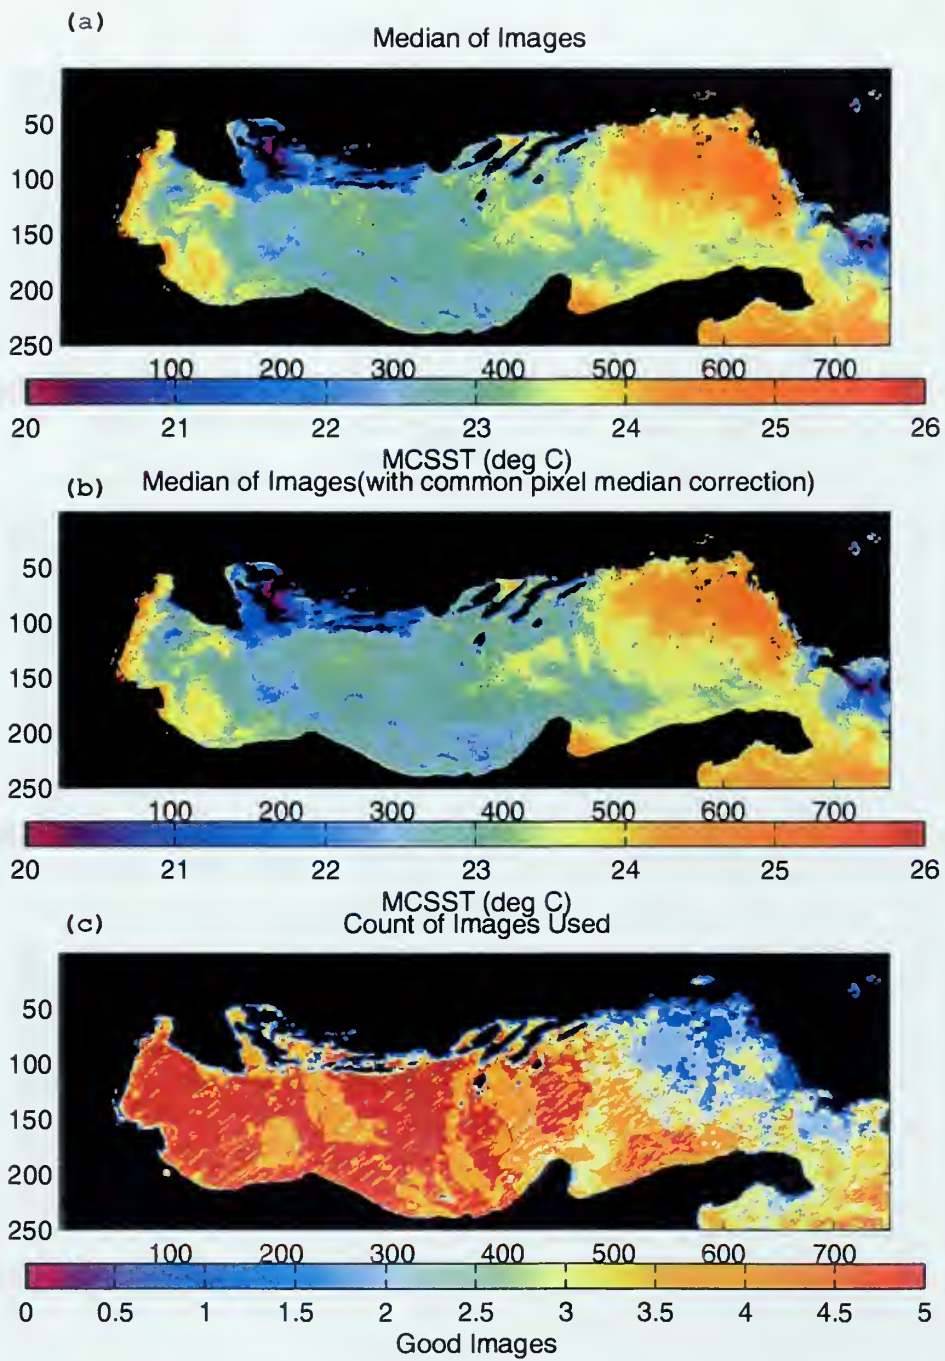 (a)
Median of Images
50
100
150
200
250
100 200 300 400 500 600 700
20 21 22 23 24 25 26
MCSST (deg C)
(b) Median of Images(with common pixel median correction)
50
100
150
200
250
100 200 300 400 500 600 700
20 21 22 23 24 25 26
MCSST (deg C)
(c) Count of Images Used
50
100
150
200
250
100 200 300 400 500 600 700
0 0.5 1 1.5 2 2.5 3 3.5 4 4.5 5
Good Images